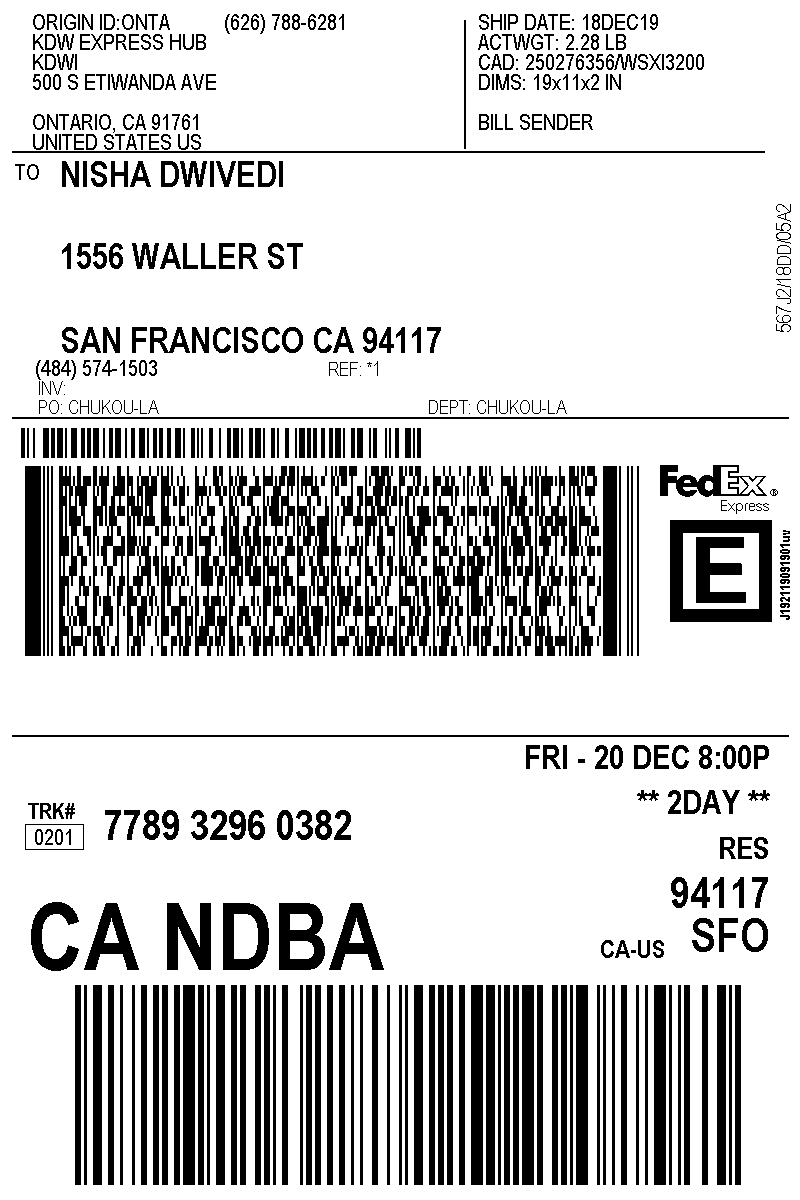 ORIGIN ID:ONTA (626) 788-6281
KDW EXPRESS HUB
KDWI
500 S ETIWANDA AVE
ONTARIO, CA 91761
UNITED STATES US
SHIP DATE: 18DEC19
ACTWGT: 2.28 LB
CAD: 250276356/WSXI3200
DIMS: 19x11x2 IN
BILL SENDER
TO NISHA DWIVEDI
1556 WALLER ST
SAN FRANCISCO CA 94117
(484) 574-1503 REF: *1
INV:
PO: CHUKOU-LA DEPT: CHUKOU-LA
567J2/18DD/05A2
FedEx®
Express
E
J192119091901uv
FRI - 20 DEC 8:00P
** 2DAY **
TRK#
0201 7789 3296 0382
RES
94117
CA NDBA CA-US SFO